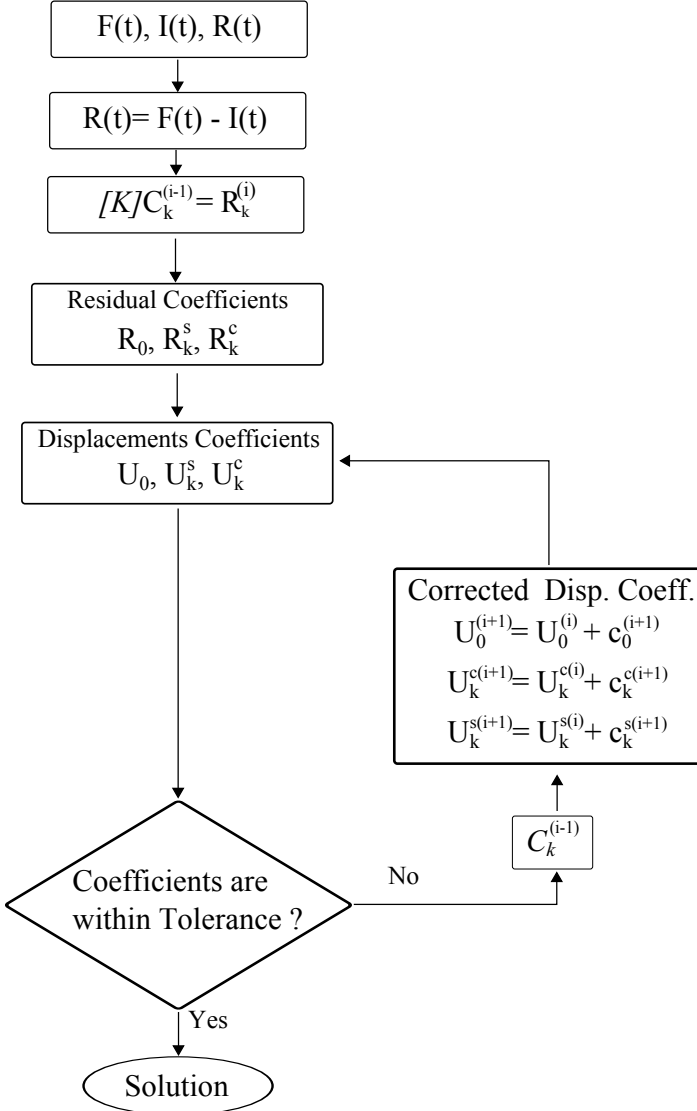 F(t), I(t), R(t)
R(t)= F(t) - I(t)
[K]C_k^(i-1) = R_k^(i)
Residual Coefficients
R_0, R_k^s, R_k^c
Displacements Coefficients
U_0, U_k^s, U_k^c
Corrected Disp. Coeff.
U_0^(i+1) = U_0^(i) + c_0^(i+1)
U_k^c(i+1) = U_k^c(i) + c_k^c(i+1)
U_k^s(i+1) = U_k^s(i) + c_k^s(i+1)
C_k^(i-1)
No
Coefficients are
within Tolerance ?
Yes
Solution